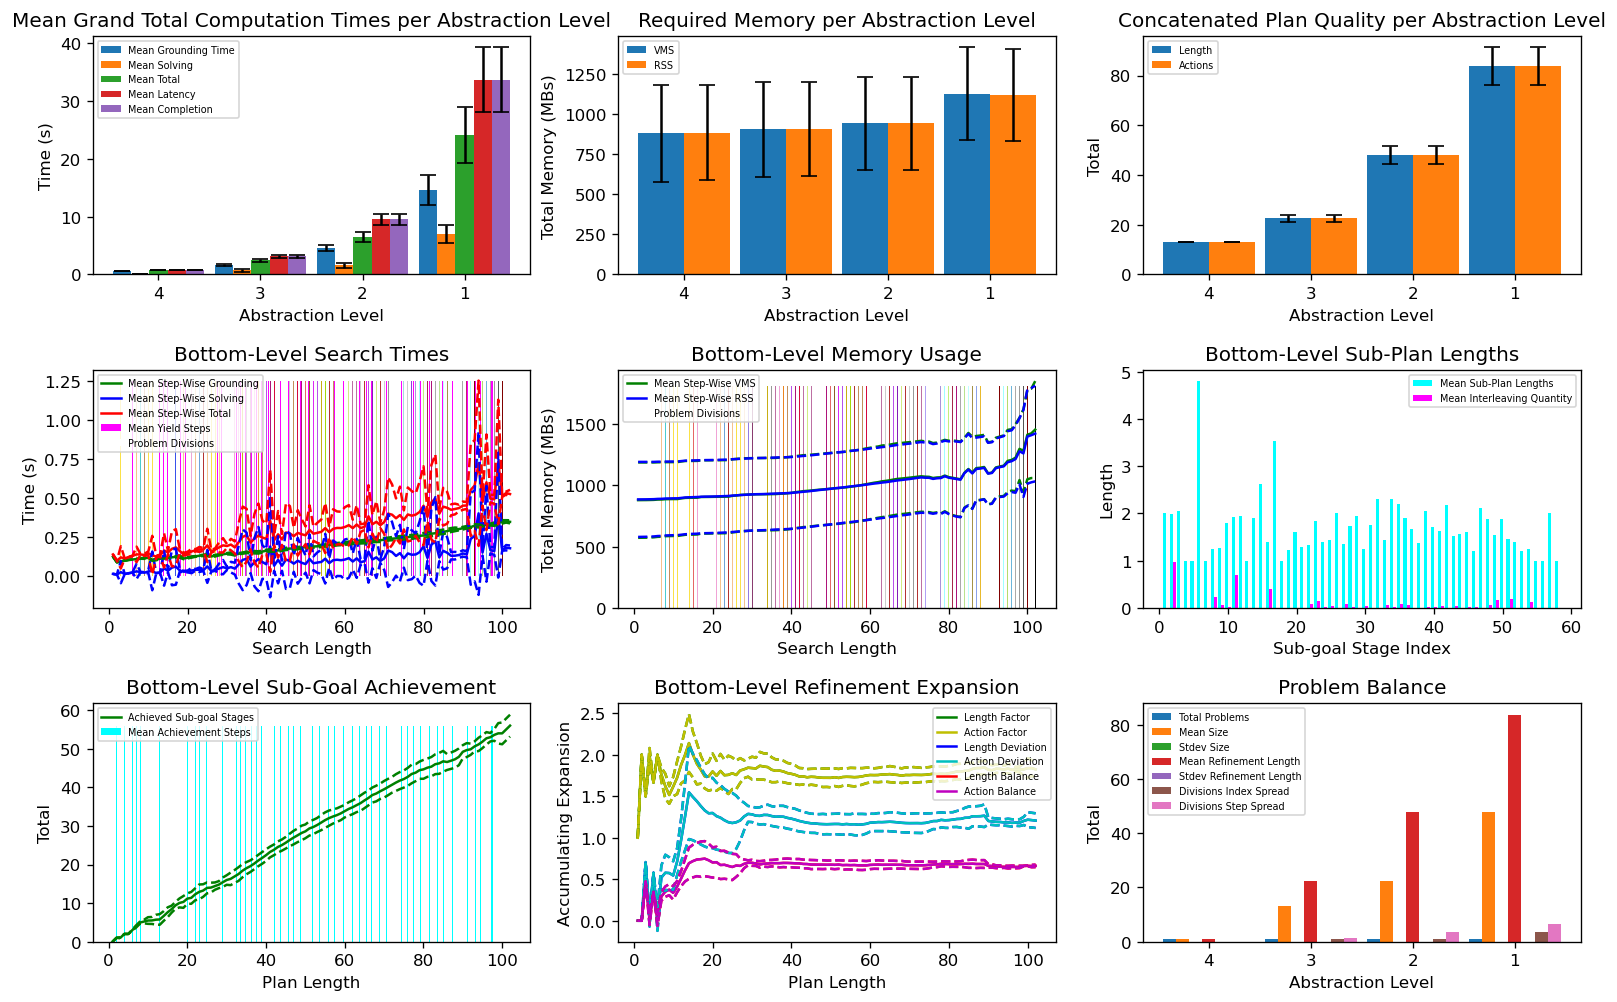 Mean Grand Total Computation Times per Abstraction Level
Time (s)
40
30
20
10
0
Mean Grounding Time
Mean Solving
Mean Total
Mean Latency
Mean Completion
4 3 2 1
Abstraction Level
Required Memory per Abstraction Level
Total Memory (MBs)
1250
1000
750
500
250
0
VMS
RSS
4 3 2 1
Abstraction Level
Concatenated Plan Quality per Abstraction Level
Total
80
60
40
20
0
Length
Actions
4 3 2 1
Abstraction Level
Bottom-Level Search Times
Time (s)
1.25
1.00
0.75
0.50
0.25
0.00
Mean Step-Wise Grounding
Mean Step-Wise Solving
Mean Step-Wise Total
Mean Yield Steps
Problem Divisions
0 20 40 60 80 100
Search Length
Bottom-Level Memory Usage
Total Memory (MBs)
1500
1000
500
0
Mean Step-Wise VMS
Mean Step-Wise RSS
Problem Divisions
0 20 40 60 80 100
Search Length
Bottom-Level Sub-Plan Lengths
Length
5
4
3
2
1
0
Mean Sub-Plan Lengths
Mean Interleaving Quantity
0 10 20 30 40 50 60
Sub-goal Stage Index
Bottom-Level Sub-Goal Achievement
Total
60
50
40
30
20
10
0
Achieved Sub-goal Stages
Mean Achievement Steps
0 20 40 60 80 100
Plan Length
Bottom-Level Refinement Expansion
Accumulating Expansion
2.5
2.0
1.5
1.0
0.5
0.0
Length Factor
Action Factor
Length Deviation
Action Deviation
Length Balance
Action Balance
0 20 40 60 80 100
Plan Length
Problem Balance
Total
80
60
40
20
0
Total Problems
Mean Size
Stdev Size
Mean Refinement Length
Stdev Refinement Length
Divisions Index Spread
Divisions Step Spread
4 3 2 1
Abstraction Level